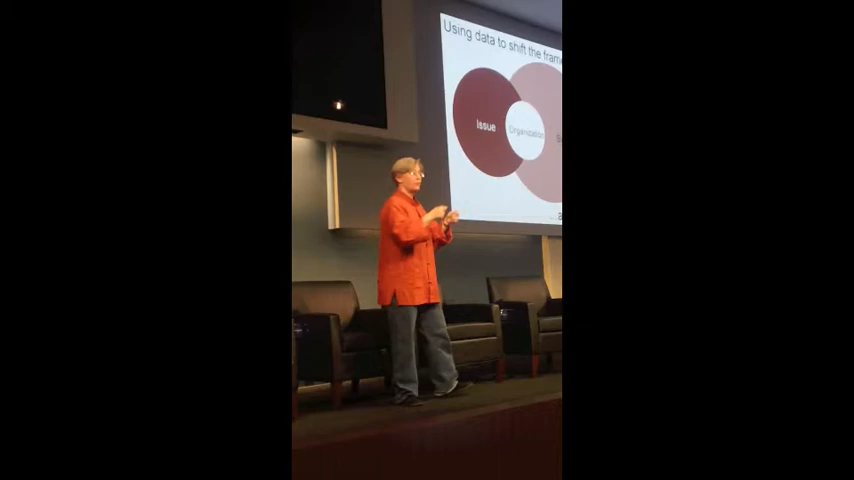 Using data to shift the frame
Issue
Organization